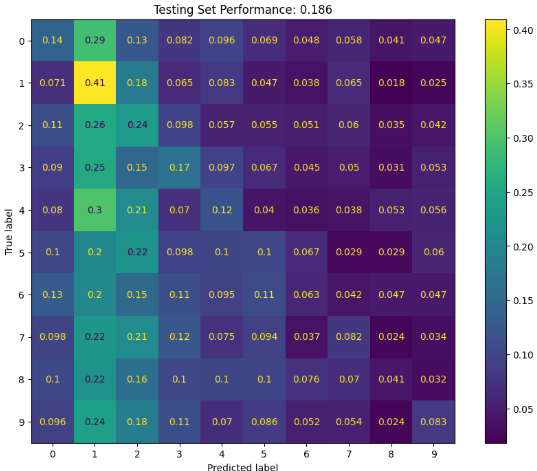 Testing Set Performance: 0.186
0 0.14 0.29 0.13 0.082 0.096 0.069 0.048 0.058 0.041 0.047
1 0.071 0.41 0.18 0.065 0.083 0.047 0.038 0.065 0.018 0.025
2 0.11 0.26 0.24 0.098 0.057 0.055 0.051 0.06 0.035 0.042
3 0.09 0.25 0.15 0.17 0.097 0.067 0.045 0.05 0.031 0.053
4 0.08 0.3 0.21 0.07 0.12 0.04 0.036 0.038 0.053 0.056
5 0.1 0.2 0.22 0.098 0.1 0.1 0.067 0.029 0.029 0.06
6 0.13 0.2 0.15 0.11 0.095 0.11 0.063 0.042 0.047 0.047
7 0.098 0.22 0.21 0.12 0.075 0.094 0.037 0.082 0.024 0.034
8 0.1 0.22 0.16 0.1 0.1 0.1 0.076 0.07 0.041 0.032
9 0.096 0.24 0.18 0.11 0.07 0.086 0.052 0.054 0.024 0.083
0 1 2 3 4 5 6 7 8 9
Predicted label
True label
0.40
0.35
0.30
0.25
0.20
0.15
0.10
0.05